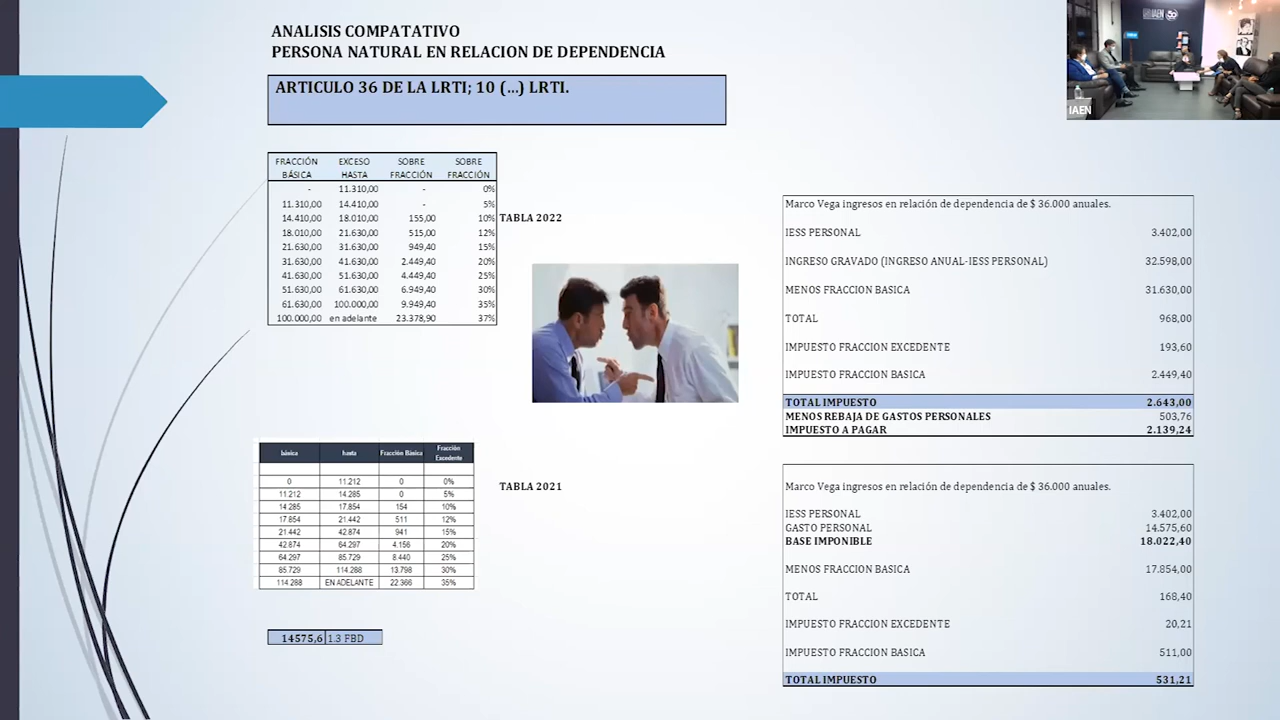 ANALISIS COMPATATIVO
PERSONA NATURAL EN RELACION DE DEPENDENCIA
ARTICULO 36 DE LA LRTI; 10 (...) LRTI.
IAEN
IAEN
FRACCIÓN EXCESO SOBRE SOBRE
BÁSICA HASTA FRACCIÓN FRACCIÓN
- 11.310,00 - 0%
11.310,00 14.410,00 - 5%
14.410,00 18.010,00 155,00 10%
18.010,00 21.630,00 515,00 12%
21.630,00 31.630,00 949,40 15%
31.630,00 41.630,00 2.449,40 20%
41.630,00 51.630,00 4.449,40 25%
51.630,00 61.630,00 6.949,40 30%
61.630,00 100.000,00 9.949,40 35%
100.000,00 en adelante 23.378,90 37%
TABLA 2022
Marco Vega ingresos en relación de dependencia de $ 36.000 anuales.
IESS PERSONAL 3.402,00
INGRESO GRAVADO (INGRESO ANUAL-IESS PERSONAL) 32.598,00
MENOS FRACCION BASICA 31.630,00
TOTAL 968,00
IMPUESTO FRACCION EXCEDENTE 193,60
IMPUESTO FRACCION BASICA 2.449,40
TOTAL IMPUESTO 2.643,00
MENOS REBAJA DE GASTOS PERSONALES 503,76
IMPUESTO A PAGAR 2.139,24
básica hasta Fracción Básica Fracción
Excedente
0 11.212 0 0%
11.212 14.285 0 5%
14.285 17.854 154 10%
17.854 21.442 511 12%
21.442 42.874 941 15%
42.874 64.297 4.156 20%
64.297 85.729 8.440 25%
85.729 114.288 13.798 30%
114.288 EN ADELANTE 22.366 35%
TABLA 2021
14575,6 1.3 FBD
Marco Vega ingresos en relación de dependencia de $ 36.000 anuales.
IESS PERSONAL 3.402,00
GASTO PERSONAL 14.575,60
BASE IMPONIBLE 18.022,40
MENOS FRACCION BASICA 17.854,00
TOTAL 168,40
IMPUESTO FRACCION EXCEDENTE 20,21
IMPUESTO FRACCION BASICA 511,00
TOTAL IMPUESTO 531,21